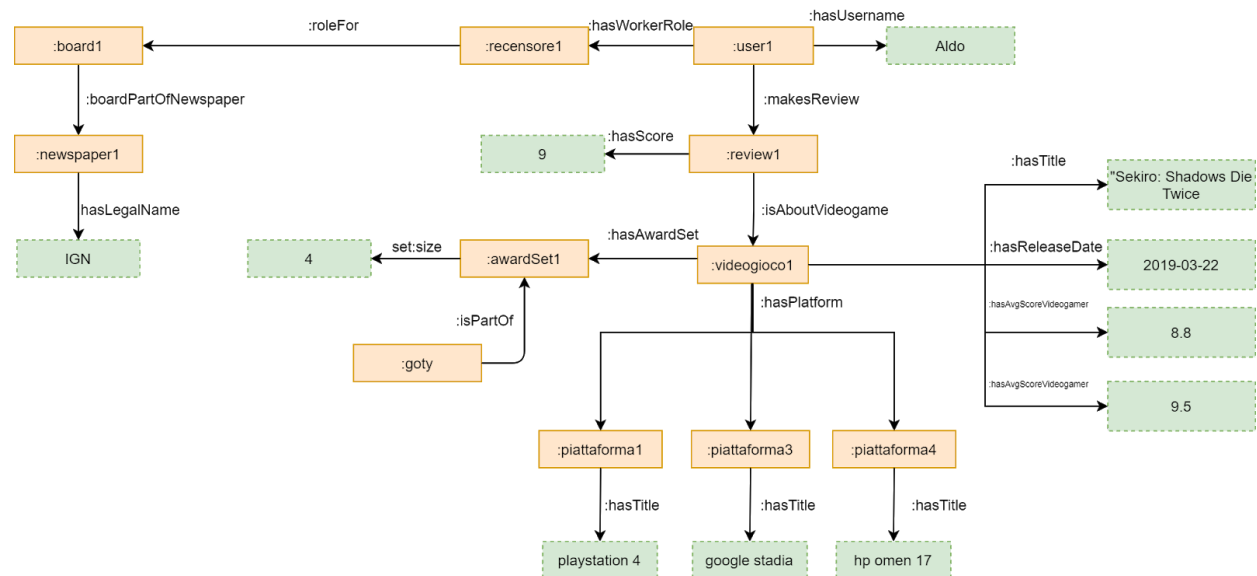 :hasUsername
:roleFor
:hasWorkerRole
:board1
:recensore1
:user1
Aldo
:boardPartOfNewspaper
:makesReview
:hasScore
:newspaper1
9
:review1
:hasTitle
"Sekiro: Shadows Die
Twice
hasLegalName
:isAboutVideogame
:hasAwardSet
:hasReleaseDate
set:size
IGN
4
:awardSet1
:videogioco1
2019-03-22
:hasPlatform
:hasAvgScoreVideogamer
:isPartOf
8.8
:goty
:hasAvgScoreVideogamer
9.5
:piattaforma1
:piattaforma3
:piattaforma4
:hasTitle
:hasTitle
:hasTitle
playstation 4
google stadia
hp omen 17